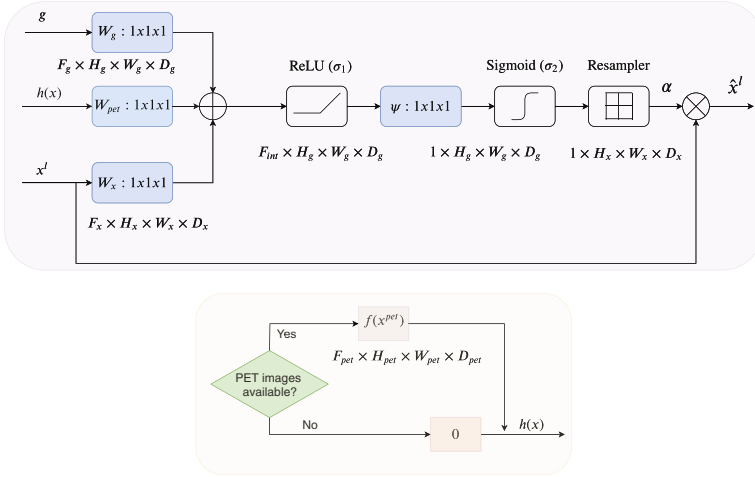 g
W_g : 1x1x1
F_g × H_g × W_g × D_g
ReLU (σ_1)
Sigmoid (σ_2)
Resampler
h(x)
W_pet : 1x1x1
ψ : 1x1x1
α
x̂^l
F_int × H_g × W_g × D_g
1 × H_g × W_g × D_g
1 × H_x × W_x × D_x
x^l
W_x : 1x1x1
F_x × H_x × W_x × D_x
f(x^pet)
Yes
F_pet × H_pet × W_pet × D_pet
PET images
available?
No
0
h(x)